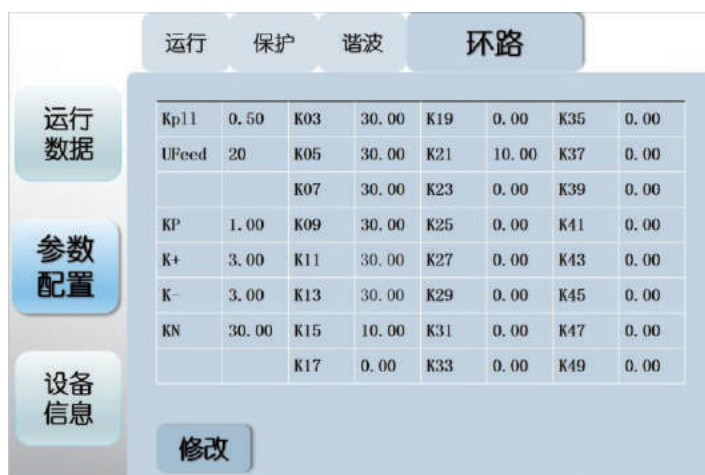 运行 保护 谐波 环路
运行
数据
参数
配置
设备
信息
Kpll 0.50 K03 30.00 K19 0.00 K35 0.00
UFeed 20 K05 30.00 K21 10.00 K37 0.00
K07 30.00 K23 0.00 K39 0.00
KP 1.00 K09 30.00 K25 0.00 K41 0.00
K+ 3.00 K11 30.00 K27 0.00 K43 0.00
K- 3.00 K13 30.00 K29 0.00 K45 0.00
KN 30.00 K15 10.00 K31 0.00 K47 0.00
K17 0.00 K33 0.00 K49 0.00
修改